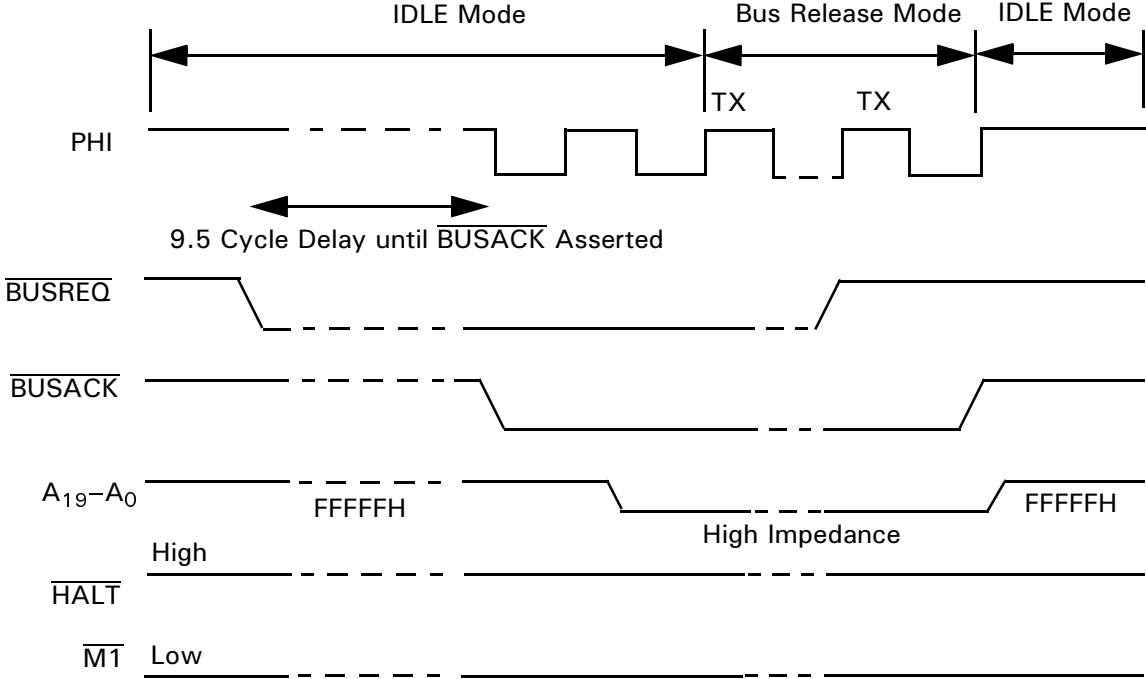 IDLE Mode
Bus Release Mode
IDLE Mode
TX
TX
PHI
9.5 Cycle Delay until BUSACK Asserted
BUSREQ
BUSACK
A19–A0
FFFFFH
FFFFFH
High Impedance
High
HALT
M1
Low